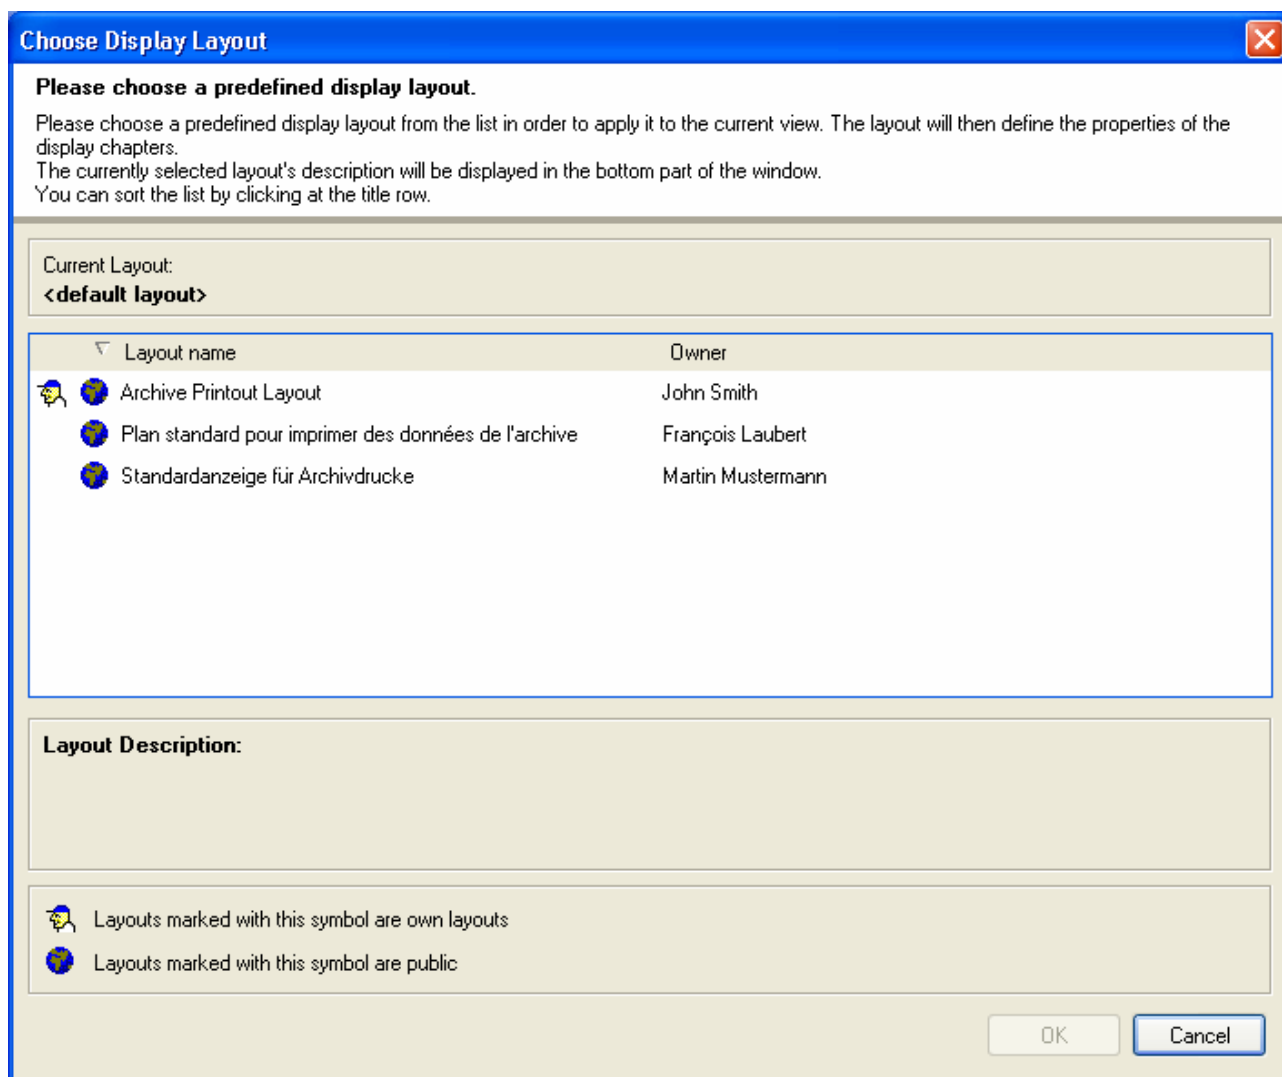 Choose Display Layout
Please choose a predefined display layout.
Please choose a predefined display layout from the list in order to apply it to the current view. The layout will then define the properties of the
display chapters.
The currently selected layout's description will be displayed in the bottom part of the window.
You can sort the list by clicking at the title row.
Current Layout:
<default layout>
Layout name Owner
Archive Printout Layout John Smith
Plan standard pour imprimer des données de l'archive François Laubert
Standardanzeige für Archivdrucke Martin Mustermann
Layout Description:
Layouts marked with this symbol are own layouts
Layouts marked with this symbol are public
OK Cancel